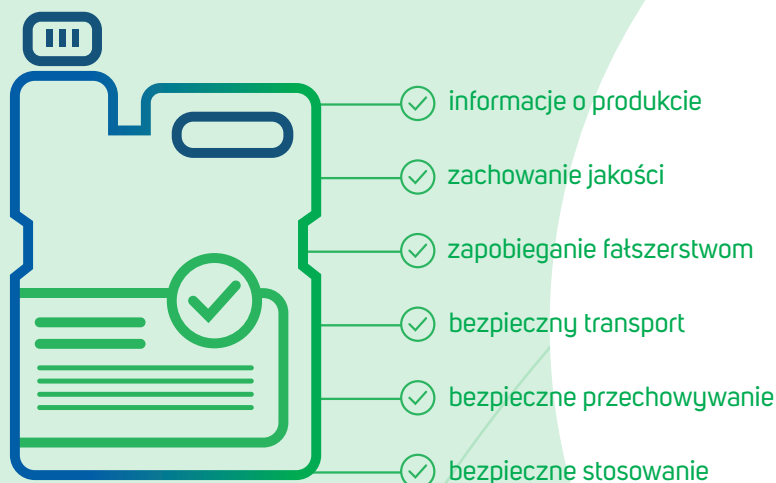 informacje o produkcie
zachowanie jakości
zapobieganie fałszerstwom
bezpieczny transport
bezpieczne przechowywanie
bezpieczne stosowanie